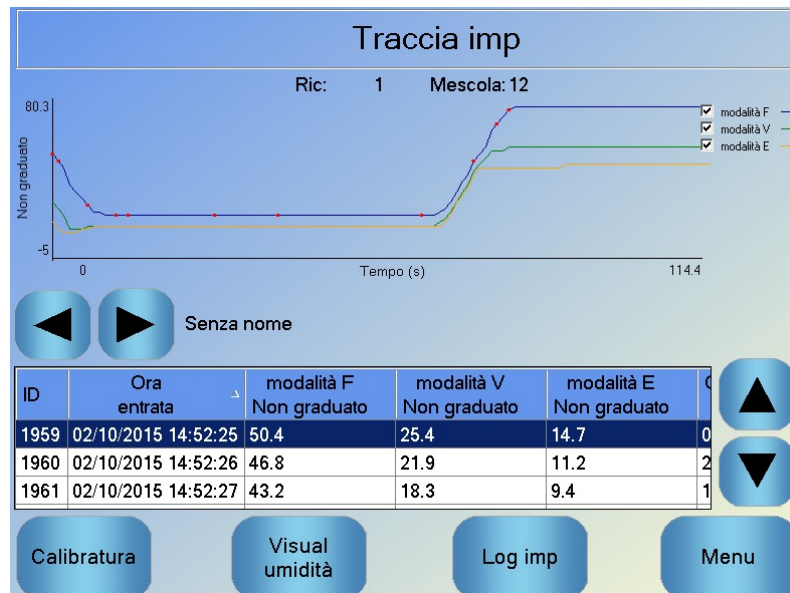 Traccia imp
Ric: 1 Mescola: 12
80.3
modalità F
modalità V
modalità E
Non graduato
-5
0 Tempo (s) 114.4
Senza nome
ID Ora entrata modalità F Non graduato modalità V Non graduato modalità E Non graduato
1959 02/10/2015 14:52:25 50.4 25.4 14.7 0
1960 02/10/2015 14:52:26 46.8 21.9 11.2 2
1961 02/10/2015 14:52:27 43.2 18.3 9.4 1
Calibratura
Visual
umidità
Log imp
Menu